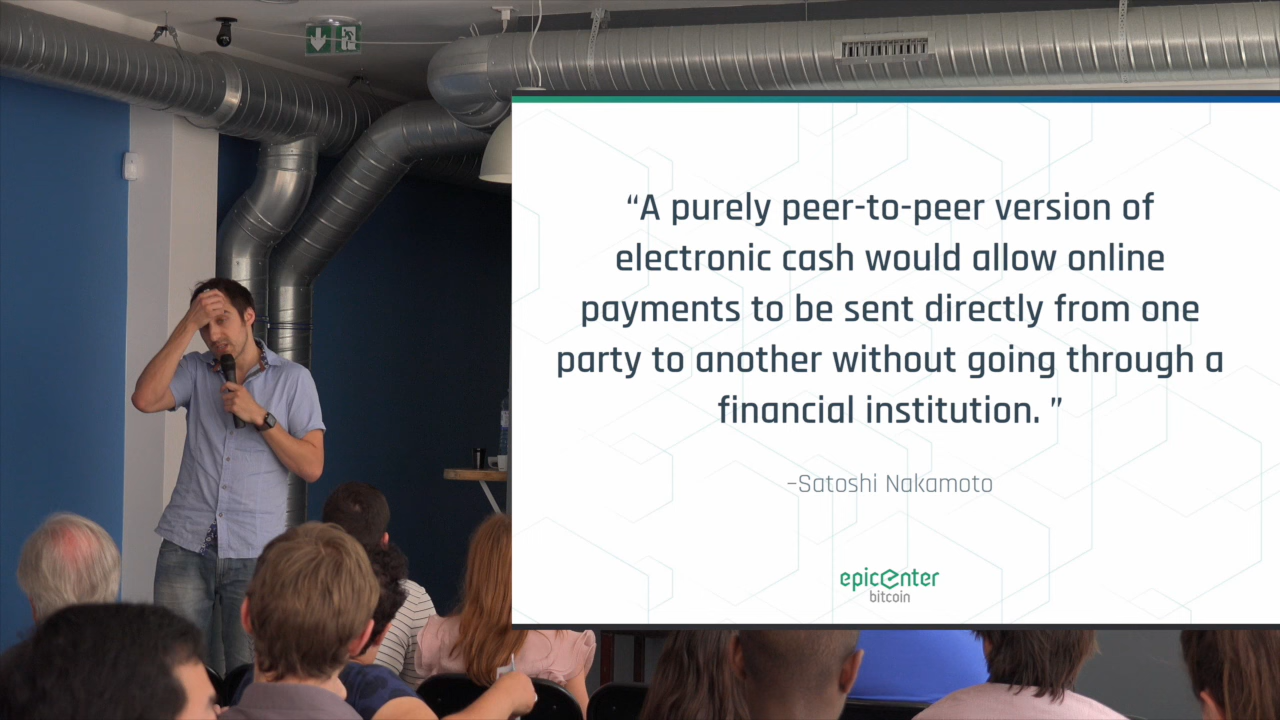 “A purely peer-to-peer version of
electronic cash would allow online
payments to be sent directly from one
party to another without going through a
financial institution. ”
–Satoshi Nakamoto
epicenter
bitcoin